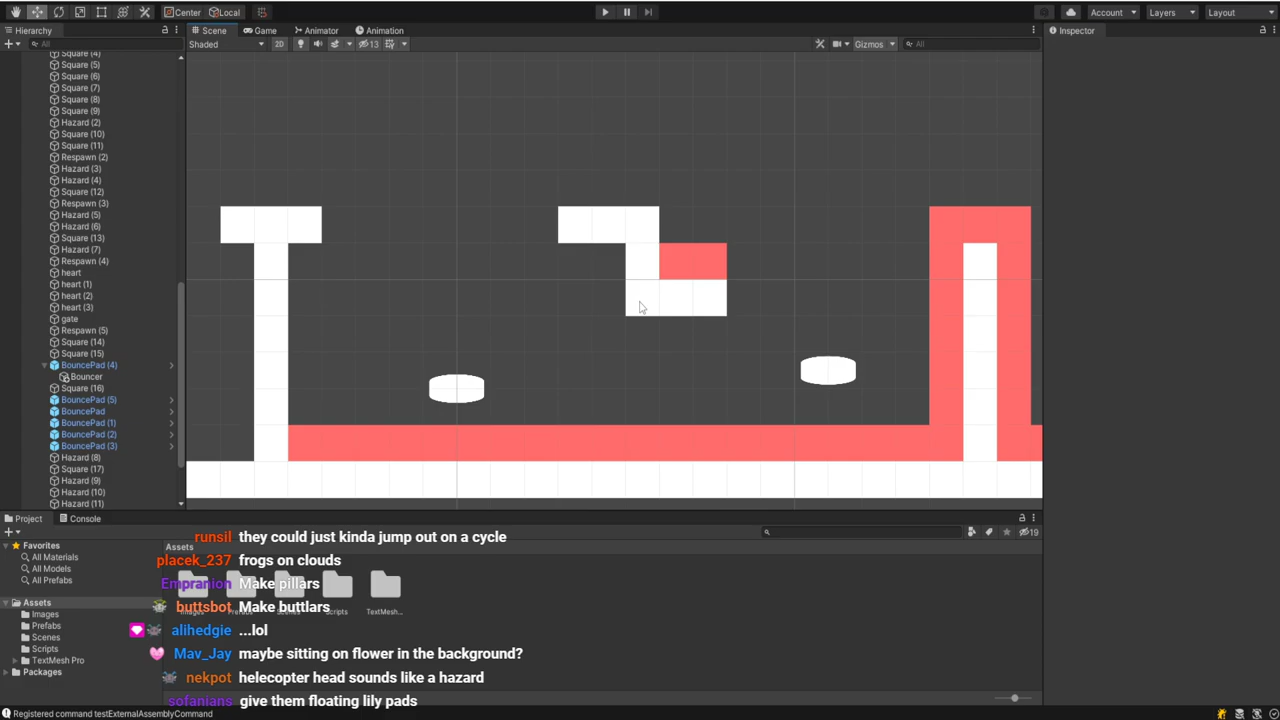 Center
Local
Account
Layers
Layout
Hierarchy
Scene
Game
Animator
Animation
Inspector
All
Shaded
2D
13
Gizmos
All
Square (4)
Square (5)
Square (6)
Square (7)
Square (8)
Square (9)
Hazard (2)
Square (10)
Square (11)
Respawn (2)
Hazard (3)
Hazard (4)
Square (12)
Respawn (3)
Hazard (5)
Hazard (6)
Square (13)
Hazard (7)
Respawn (4)
heart
heart (1)
heart (2)
heart (3)
gate
Respawn (5)
Square (14)
Square (15)
BouncePad (4)
Bouncer
Square (16)
BouncePad (5)
BouncePad
BouncePad (1)
BouncePad (2)
BouncePad (3)
Hazard (8)
Square (17)
Hazard (9)
Hazard (10)
Hazard (11)
Project
Console
19
Favorites
All Materials
All Models
All Prefabs
Assets
Images
Prefabs
Scenes
Scripts
TextMesh Pro
Packages
Assets
Scripts
TextMesh...
runsil they could just kinda jump out on a cycle
placek_237 frogs on clouds
Empranion Make pillars
buttsbot Make buttlars
alihedgie ...lol
Mav_Jay maybe sitting on flower in the background?
nekpot helecopter head sounds like a hazard
sofanians give them floating lily pads
Registered command testExternalAssemblyCommand